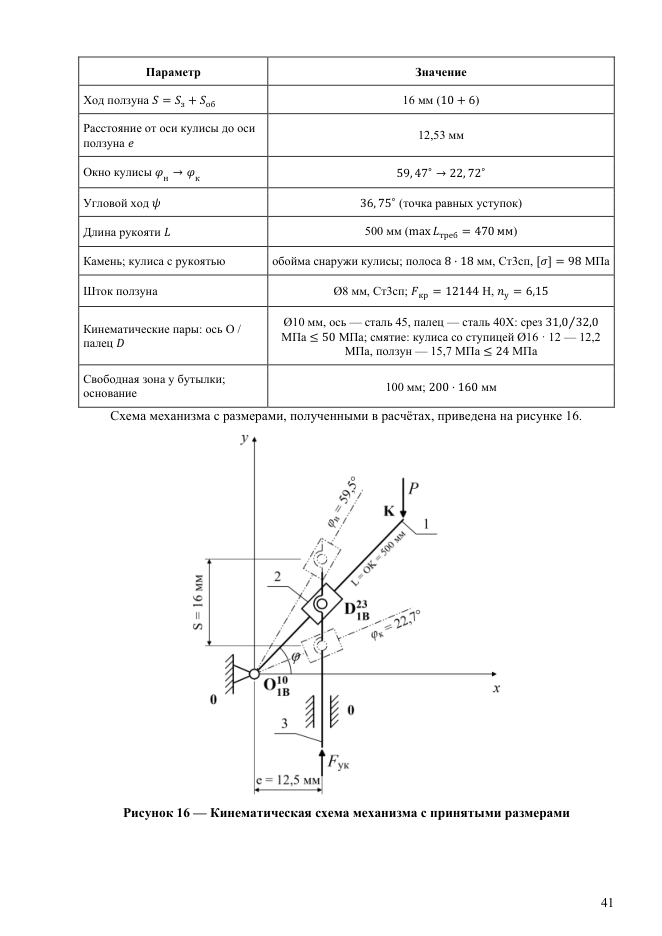 Параметр Значение
Ход ползуна S = Sз + Sоб 16 мм (10 + 6)
Расстояние от оси кулисы до оси
ползуна e 12,53 мм
Окно кулисы φн → φк 59,47° → 22,72°
Угловой ход ψ 36,75° (точка равных уступок)
Длина рукояти L 500 мм (max Lтреб = 470 мм)
Камень; кулиса с рукоятью обойма снаружи кулисы; полоса 8 · 18 мм, Ст3сп, [σ] = 98 МПа
Шток ползуна Ø8 мм, Ст3сп; Fкр = 12144 Н, nу = 6,15
Кинематические пары: ось О /
палец D
Ø10 мм, ось — сталь 45, палец — сталь 40Х: срез 31,0/32,0
МПа ≤ 50 МПа; смятие: кулиса со ступицей Ø16 · 12 — 12,2
МПа, ползун — 15,7 МПа ≤ 24 МПа
Свободная зона у бутылки;
основание
100 мм; 200 · 160 мм
Схема механизма с размерами, полученными в расчётах, приведена на рисунке 16.
y
φн = 59,5°
P
K
1
L = OK = 500 мм
2
S = 16 мм
D 23 1В
φк = 22,7°
φ
O 10 1В
x
0
0
3
Fук
e = 12,5 мм
Рисунок 16 — Кинематическая схема механизма с принятыми размерами
41